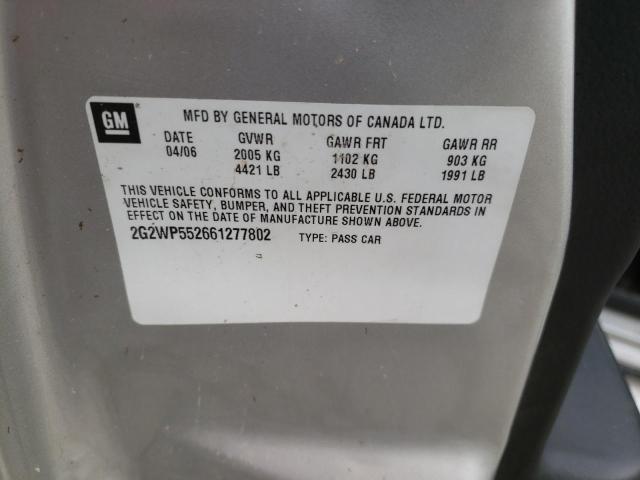 GM
MFD BY GENERAL MOTORS OF CANADA LTD.
DATE GVWR GAWR FRT GAWR RR
04/06 2005 KG 1102 KG 903 KG
4421 LB 2430 LB 1991 LB
THIS VEHICLE CONFORMS TO ALL APPLICABLE U.S. FEDERAL MOTOR
VEHICLE SAFETY, BUMPER, AND THEFT PREVENTION STANDARDS IN
EFFECT ON THE DATE OF MANUFACTURE SHOWN ABOVE.
2G2WP552661277802 TYPE: PASS CAR